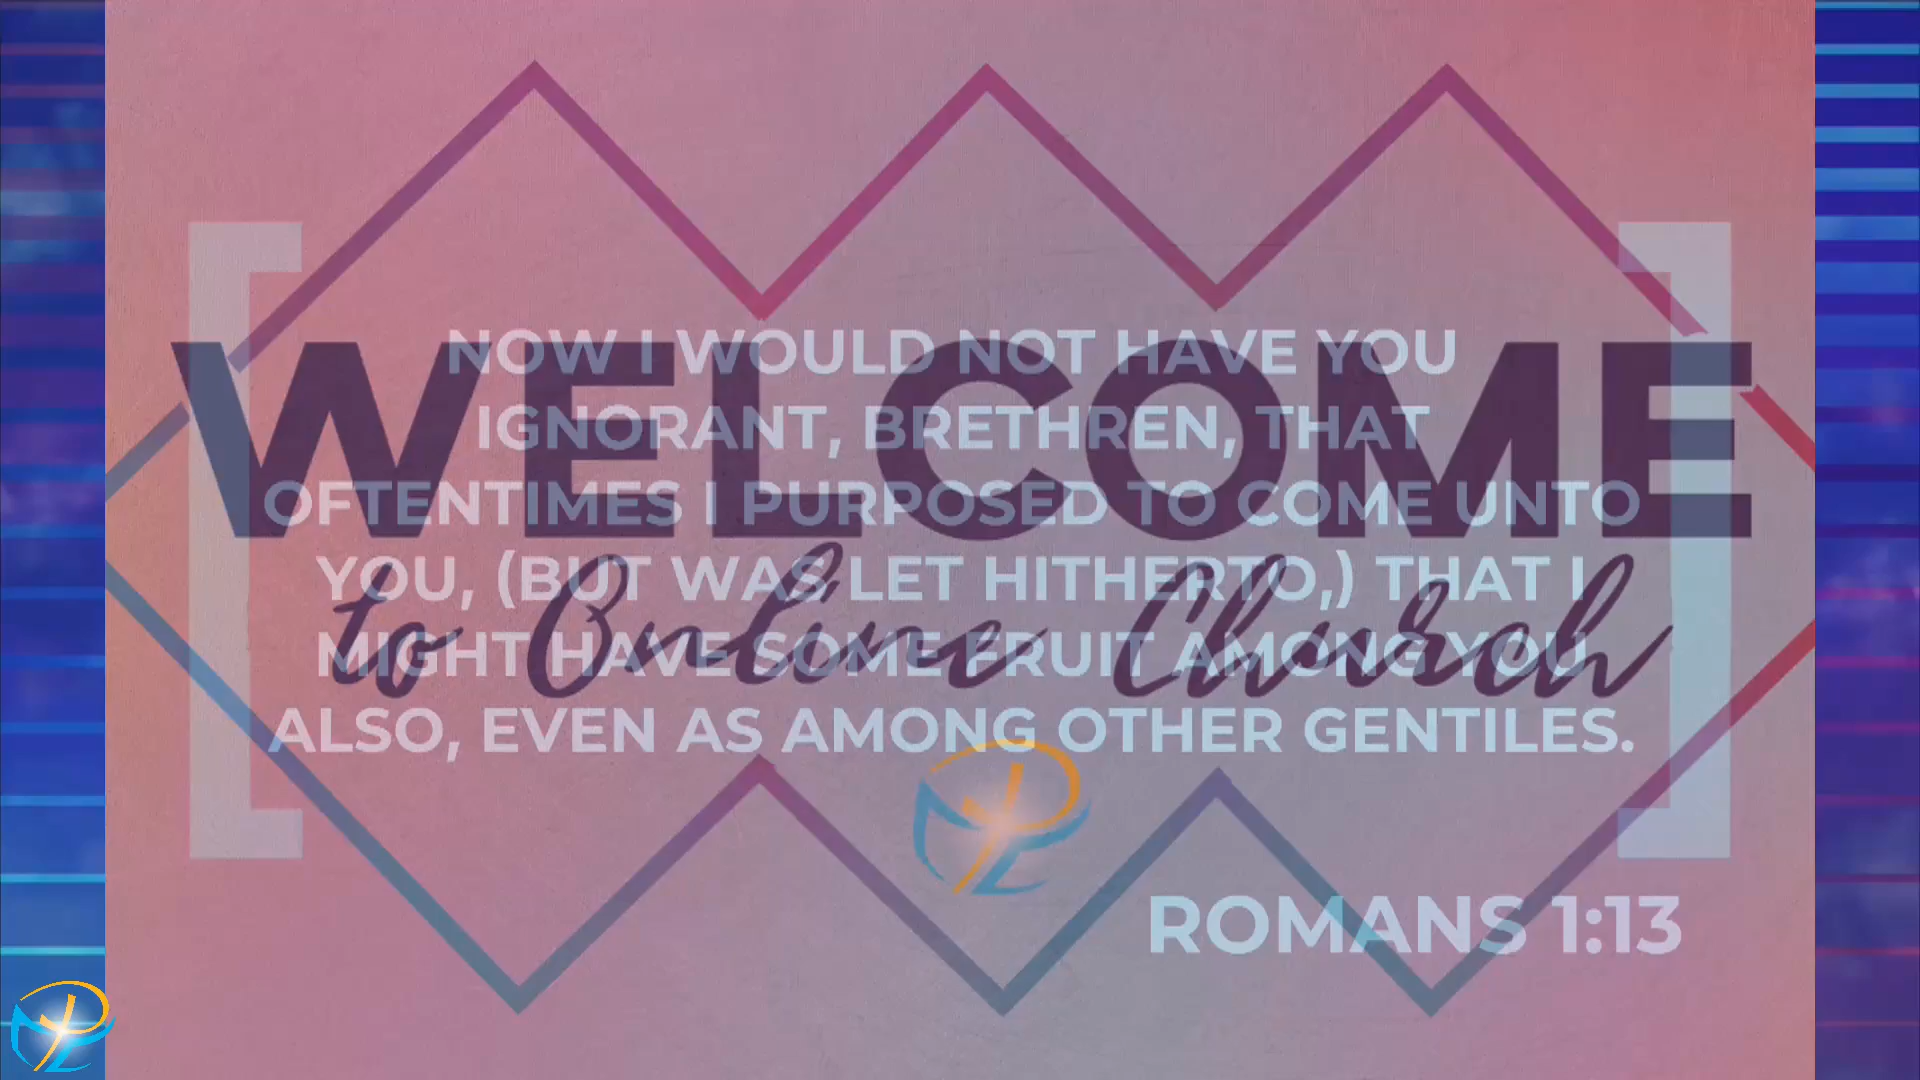 WELCOME
to Online Church
NOW I WOULD NOT HAVE YOU
IGNORANT, BRETHREN, THAT
OFTENTIMES I PURPOSED TO COME UNTO
YOU, (BUT WAS LET HITHERTO,) THAT I
MIGHT HAVE SOME FRUIT AMONG YOU
ALSO, EVEN AS AMONG OTHER GENTILES.
ROMANS 1:13